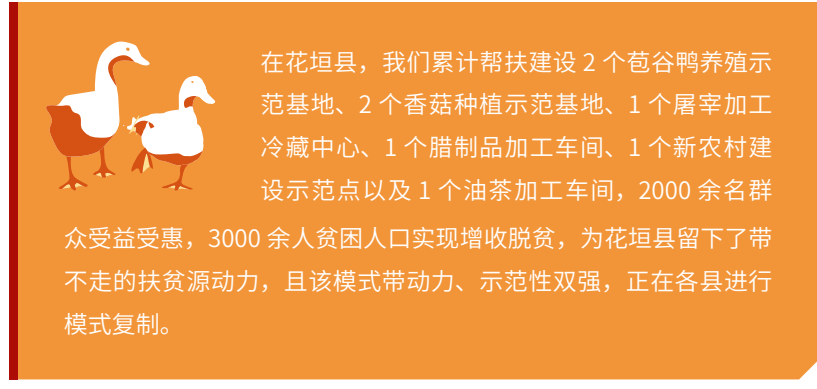 在花垣县，我们累计帮扶建设 2 个苞谷鸭养殖示
范基地、2 个香菇种植示范基地、1 个屠宰加工
冷藏中心、1 个腊制品加工车间、1 个新农村建
设示范点以及 1 个油茶加工车间，2000 余名群
众受益受惠，3000 余人贫困人口实现增收脱贫，为花垣县留下了带
不走的扶贫源动力，且该模式带动力、示范性双强，正在各县进行
模式复制。